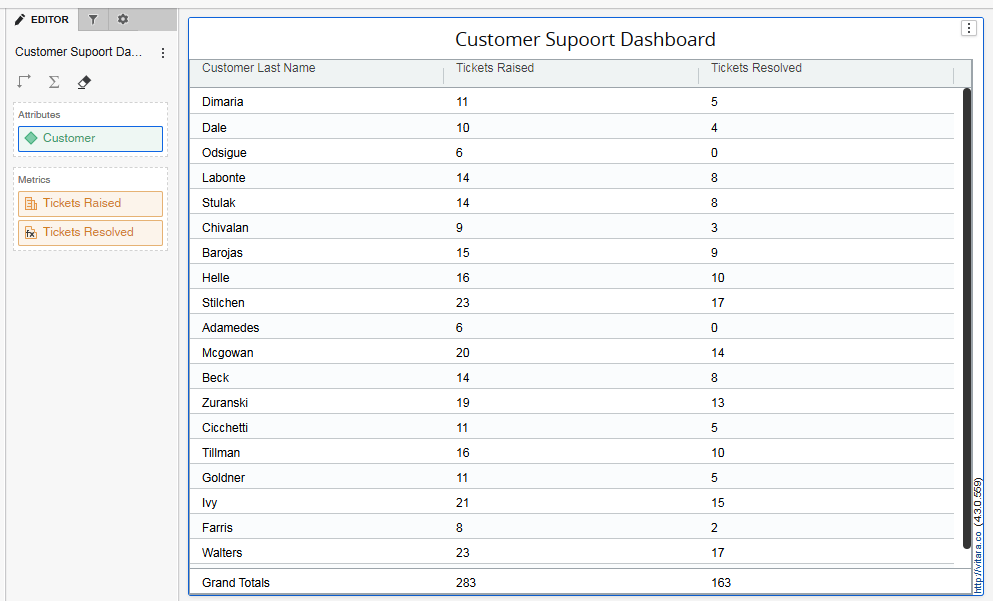 EDITOR
Customer Supoort Da...
Attributes
Customer
Metrics
Tickets Raised
fx Tickets Resolved
Customer Supoort Dashboard
Customer Last Name Tickets Raised Tickets Resolved
Dimaria 11 5
Dale 10 4
Odsigue 6 0
Labonte 14 8
Stulak 14 8
Chivalan 9 3
Barojas 15 9
Helle 16 10
Stilchen 23 17
Adamedes 6 0
Mcgowan 20 14
Beck 14 8
Zuranski 19 13
Cicchetti 11 5
Tillman 16 10
Goldner 11 5
Ivy 21 15
Farris 8 2
Walters 23 17
Grand Totals 283 163
http://vitara.co (4.3.0.559)